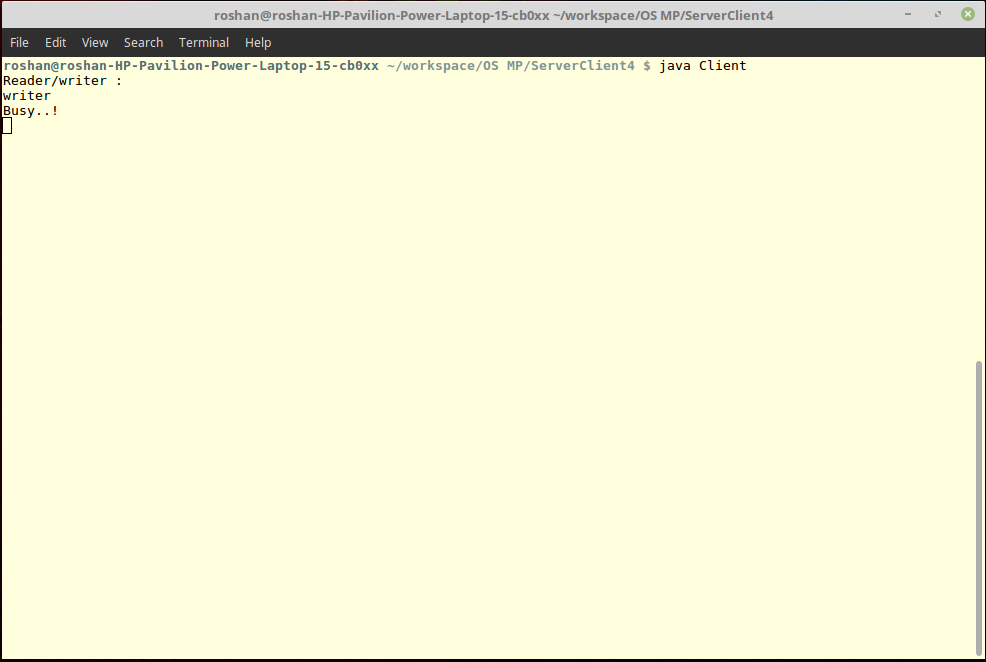 roshan@roshan-HP-Pavilion-Power-Laptop-15-cb0xx ~/workspace/OS MP/ServerClient4
File Edit View Search Terminal Help
roshan@roshan-HP-Pavilion-Power-Laptop-15-cb0xx ~/workspace/OS MP/ServerClient4 $ java Client
Reader/writer :
writer
Busy..!